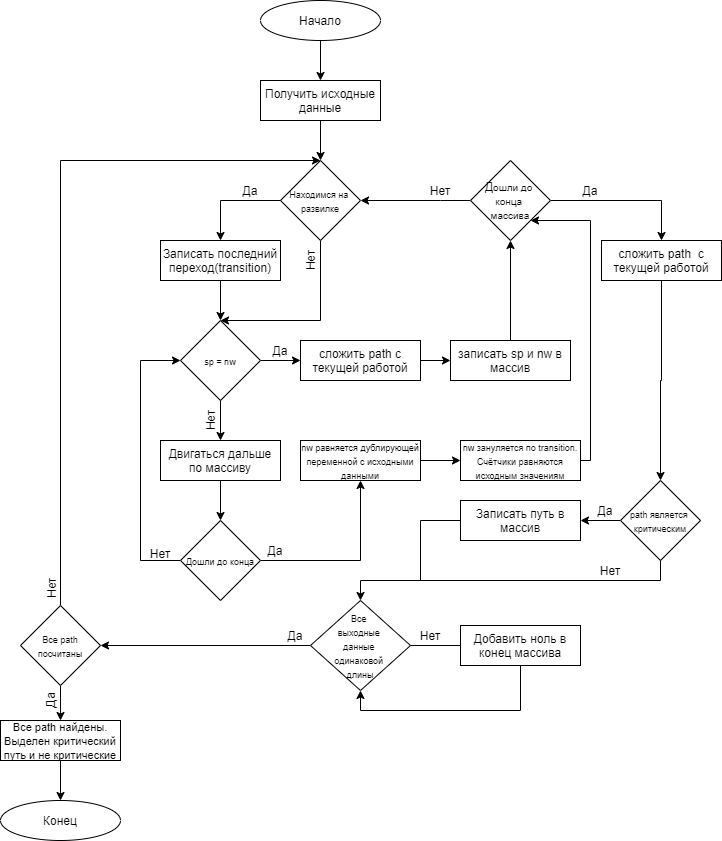 Начало
Получить исходные
данные
Находимся на
развилке
Да
Нет
Дошли до
конца
массива
Нет
Да
Записать последний
переход(transition)
сложить path с
текущей работой
sp = nw
Да
Нет
сложить path с
текущей работой
записать sp и nw в
массив
Двигаться дальше
по массиву
nw равняется дублирующей
переменной с исходными
данными
nw зануляется по transition.
Счётчики равняются
исходным значениям
Дошли до конца
Нет
Да
Записать путь в
массив
Да
path является
критическим
Нет
Все path
посчитаны
Нет
Да
Да
Все
выходные
данные
одинаковой
длины
Нет
Добавить ноль в
конец массива
Все path найдены.
Выделен критический
путь и не критические
Конец